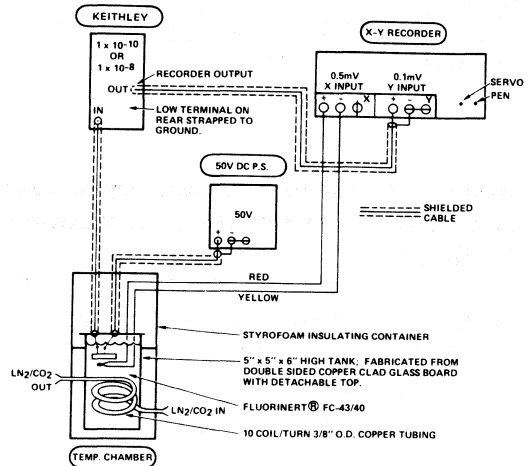 KEITHLEY
1 x 10-10
OR
1 x 10-8
OUT
IN
RECORDER OUTPUT
LOW TERMINAL ON
REAR STRAPPED TO
GROUND.
X-Y RECORDER
0.5mV
X INPUT
0.1mV
Y INPUT
+ - X
+ - Y
SERVO
PEN
50V DC P.S.
50V
+ -
SHIELDED
CABLE
RED
YELLOW
STYROFOAM INSULATING CONTAINER
5" x 5" x 6" HIGH TANK; FABRICATED FROM
DOUBLE SIDED COPPER CLAD GLASS BOARD
WITH DETACHABLE TOP.
LN2/CO2
OUT
FLUORINERT® FC-43/40
LN2/CO2 IN
10 COIL/TURN 3/8" O.D. COPPER TUBING
TEMP. CHAMBER